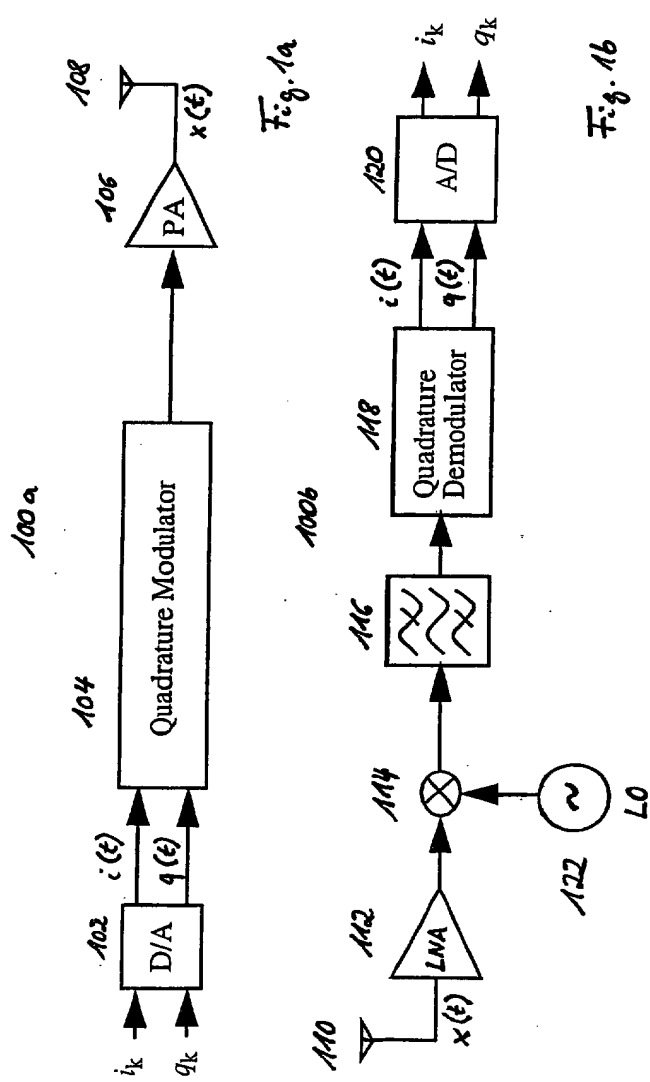 100a
102
104
106
108
i(t)
q(t)
x(t)
i_k
q_k
D/A
Quadrature Modulator
PA
Fig. 1a
100b
110
112
114
116
118
120
x(t)
LNA
Quadrature
Demodulator
i(t)
q(t)
A/D
i_k
q_k
122
LO
Fig. 1b